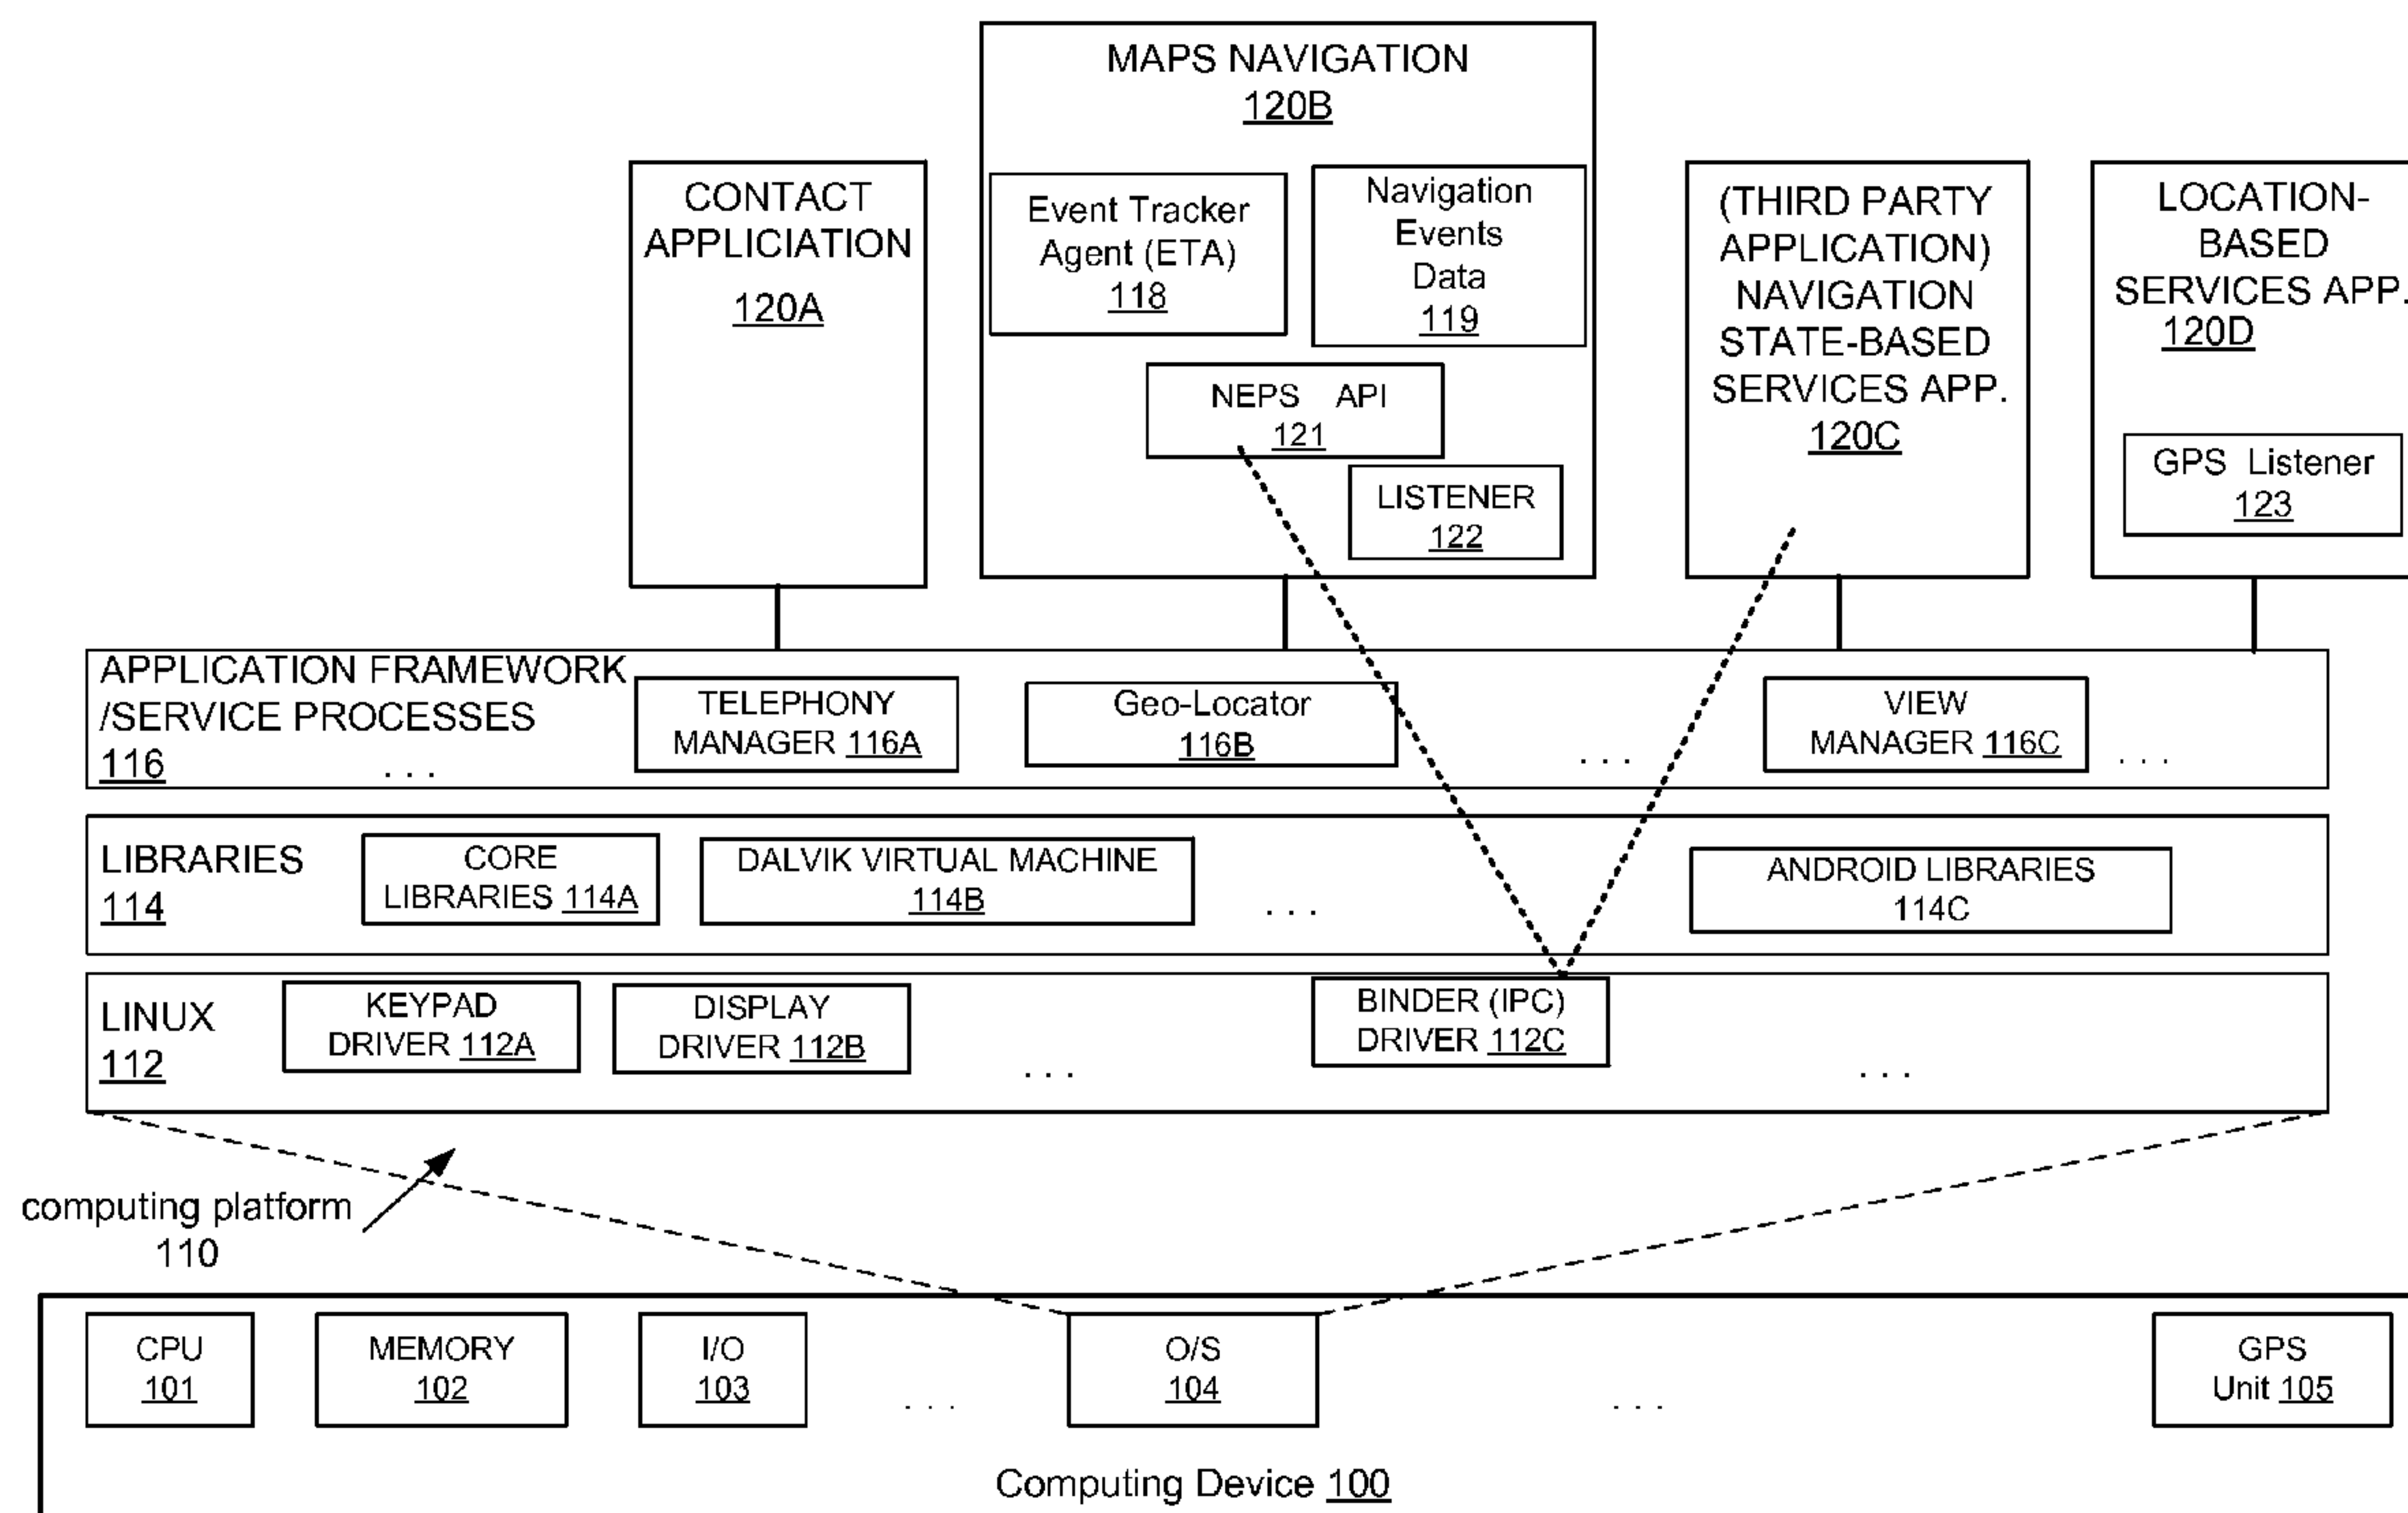 MAPS NAVIGATION
120B
CONTACT
APPLICIATION
120A
Event Tracker
Agent (ETA)
118
Navigation
Events
Data
119
NEPS API
121
LISTENER
122
(THIRD PARTY
APPLICATION)
NAVIGATION
STATE-BASED
SERVICES APP.
120C
LOCATION-
BASED
SERVICES APP.
120D
GPS Listener
123
APPLICATION FRAMEWORK
/SERVICE PROCESSES
116
. . .
TELEPHONY
MANAGER 116A
Geo-Locator
116B
. . .
VIEW
MANAGER 116C
. . .
LIBRARIES
114
CORE
LIBRARIES 114A
DALVIK VIRTUAL MACHINE
114B
. . .
ANDROID LIBRARIES
114C
LINUX
112
KEYPAD
DRIVER 112A
DISPLAY
DRIVER 112B
. . .
BINDER (IPC)
DRIVER 112C
. . .
computing platform
110
CPU
101
MEMORY
102
I/O
103
. . .
O/S
104
. . .
GPS
Unit 105
Computing Device 100